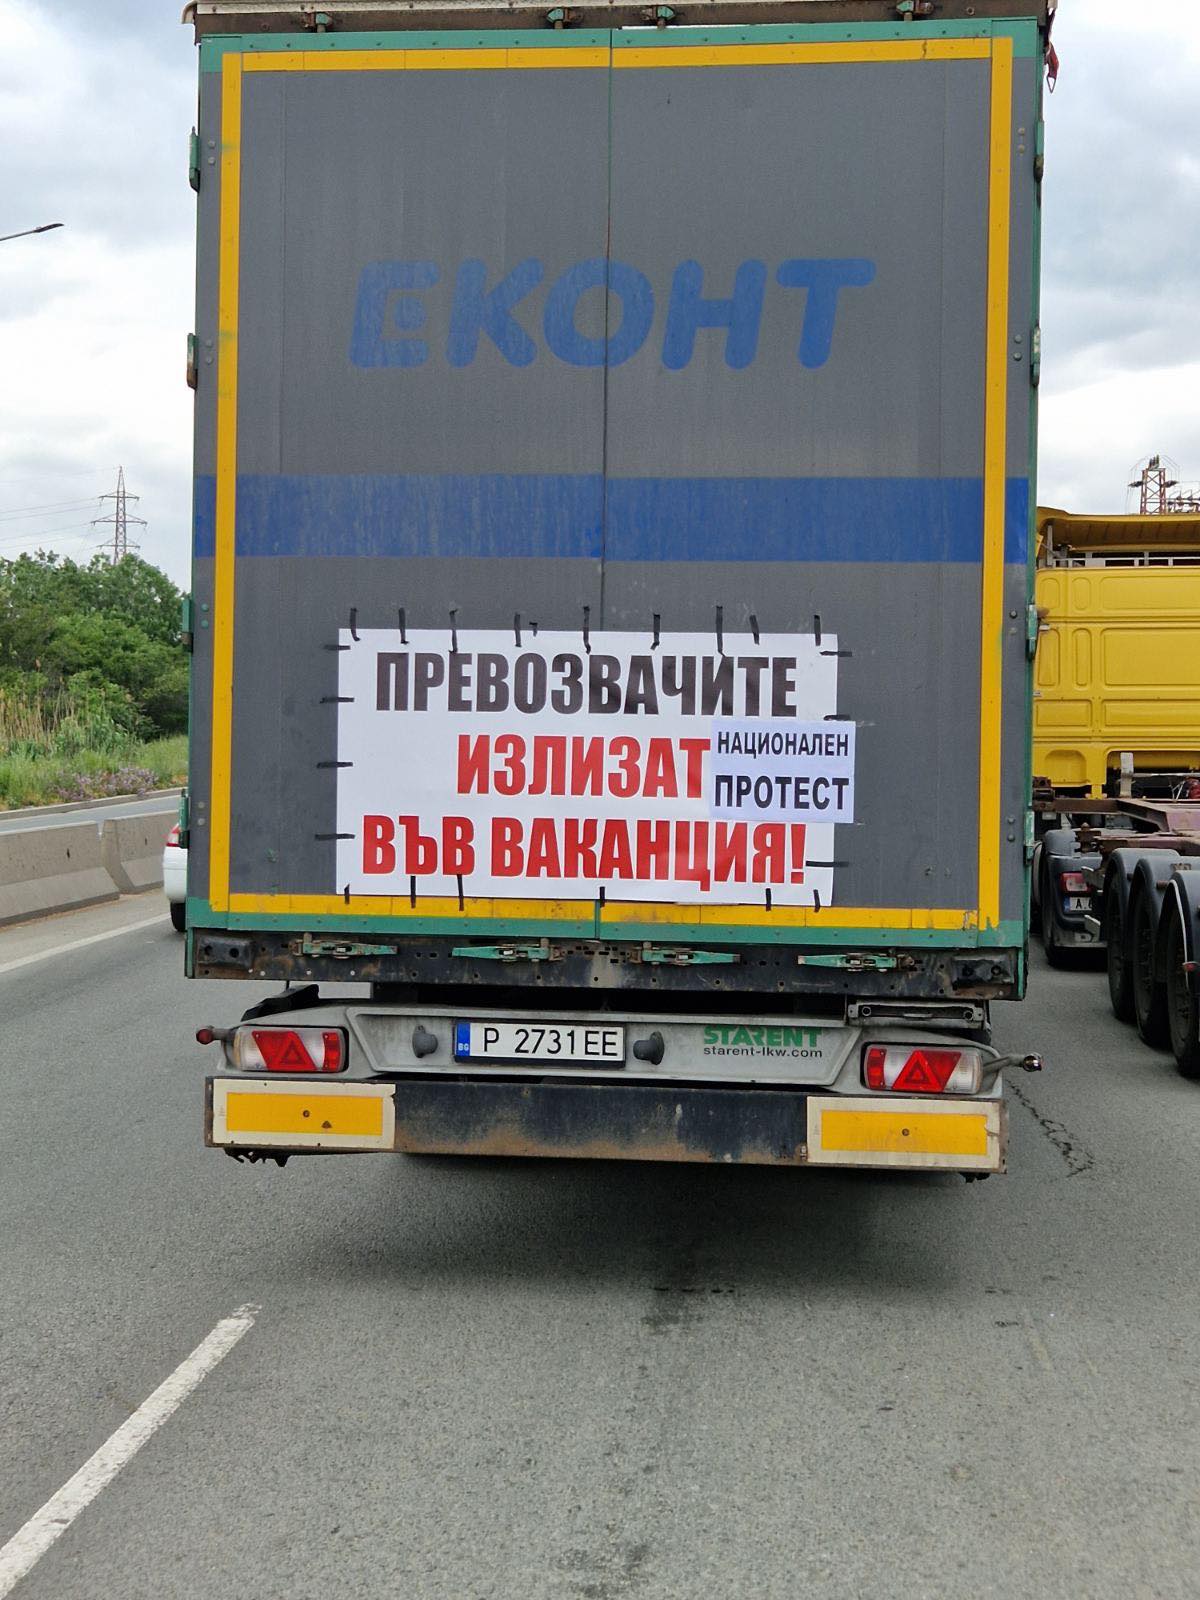 ЕКОНТ
ПРЕВОЗВАЧИТЕ
ИЗЛИЗАТ
ВЪВ ВАКАНЦИЯ!
НАЦИОНАЛЕН
ПРОТЕСТ
BG P 2731 EE
STARENT
starent-lkw.com